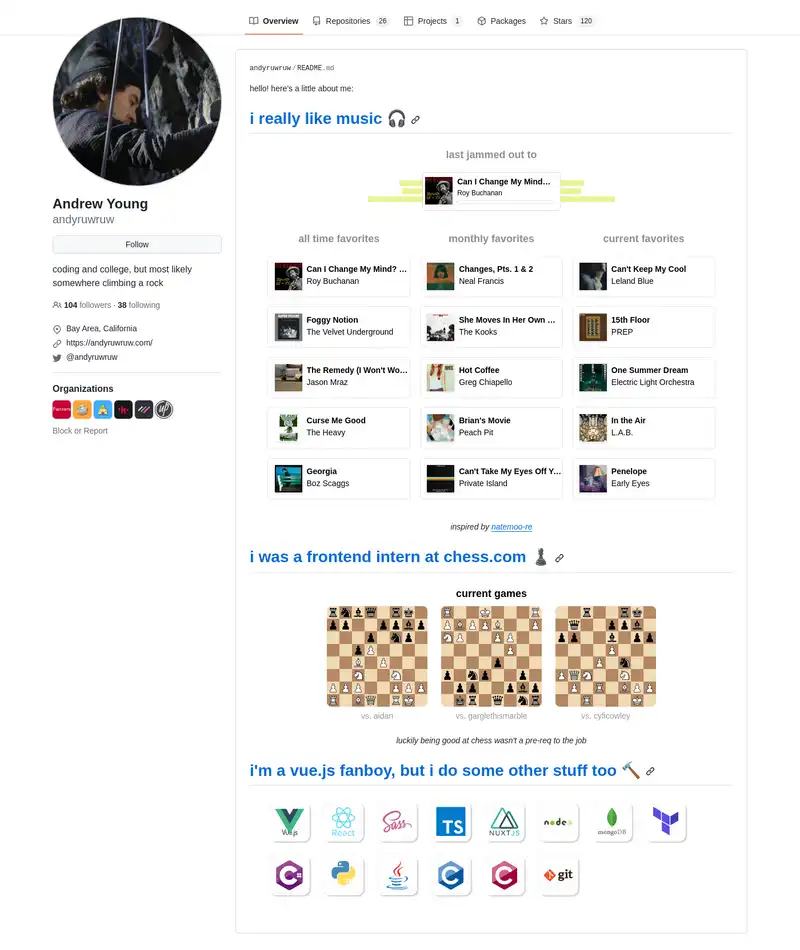 Overview
Repositories 26
Projects 1
Packages
Stars 120
Andrew Young
andyruwruw
Follow
coding and college, but most likely
somewhere climbing a rock
104 followers · 38 following
Bay Area, California
https://andyruwruw.com/
@andyruwruw
Organizations
Block or Report
andyruwruw/README.md
hello! here's a little about me:
i really like music 🎧
last jammed out to
Can I Change My Mind...
Roy Buchanan
all time favorites
Can I Change My Mind? ...
Roy Buchanan
Foggy Notion
The Velvet Underground
The Remedy (I Won't Wo...
Jason Mraz
Curse Me Good
The Heavy
Georgia
Boz Scaggs
monthly favorites
Changes, Pts. 1 & 2
Neal Francis
She Moves In Her Own ...
The Kooks
Hot Coffee
Greg Chiapello
Brian's Movie
Peach Pit
Can't Take My Eyes Off Y...
Private Island
current favorites
Can't Keep My Cool
Leland Blue
15th Floor
PREP
One Summer Dream
Electric Light Orchestra
In the Air
L.A.B.
Penelope
Early Eyes
inspired by natemoo-re
i was a frontend intern at chess.com ♟️
current games
vs. aidan
vs. garglethismarble
vs. cyficowley
luckily being good at chess wasn't a pre-req to the job
i'm a vue.js fanboy, but i do some other stuff too 🔨
Vue.js
React
Sass
TS
NUXTJS
node
mongoDB
C#
Java
C
C
git